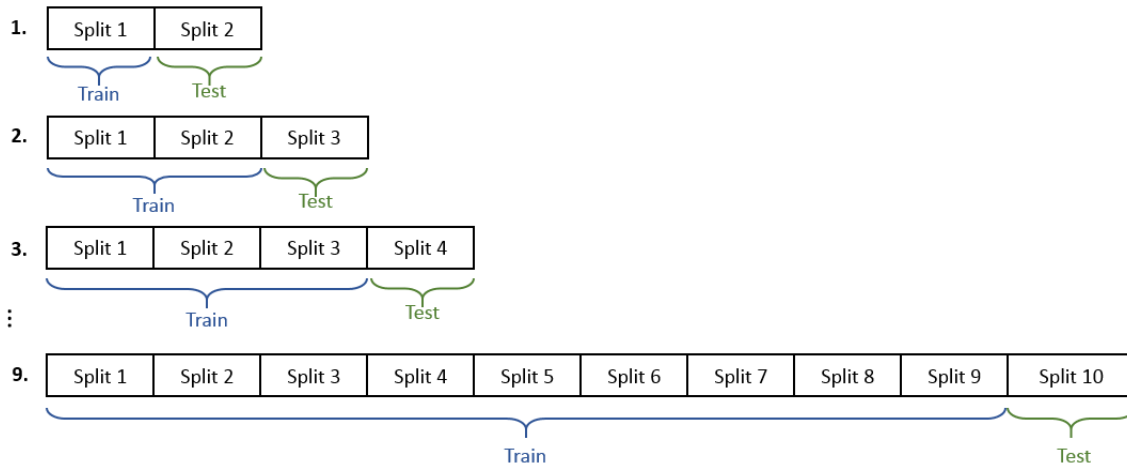 1. Split 1 Split 2
Train Test
2. Split 1 Split 2 Split 3
Train Test
3. Split 1 Split 2 Split 3 Split 4
Train Test
⋮
9. Split 1 Split 2 Split 3 Split 4 Split 5 Split 6 Split 7 Split 8 Split 9 Split 10
Train Test